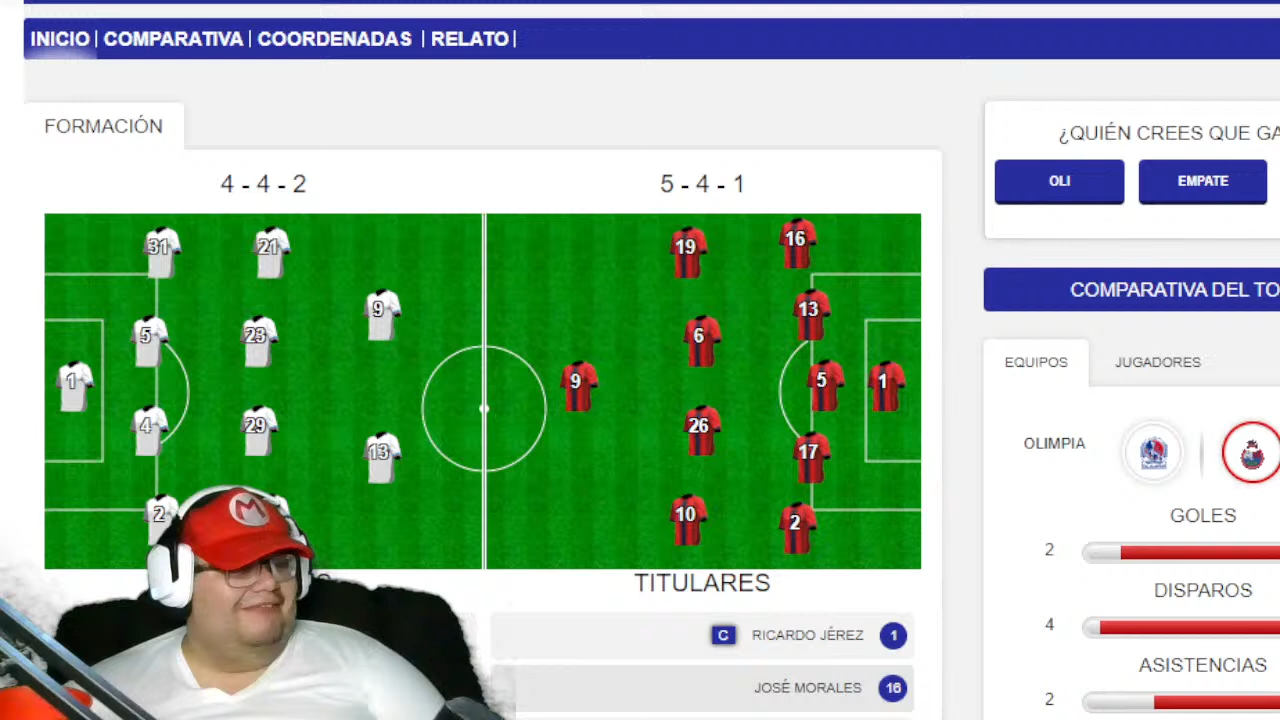 INICIO | COMPARATIVA | COORDENADAS | RELATO |
FORMACIÓN
4 - 4 - 2
5 - 4 - 1
31
21
9
5
23
1
4
29
13
2
19
16
13
6
9
5
1
26
17
10
2
M
TITULARES
C RICARDO JÉREZ 1
JOSÉ MORALES 16
¿QUIÉN CREES QUE GA
OLI
EMPATE
COMPARATIVA DEL TO
EQUIPOS
JUGADORES
OLIMPIA
GOLES
2
DISPAROS
4
ASISTENCIAS
2